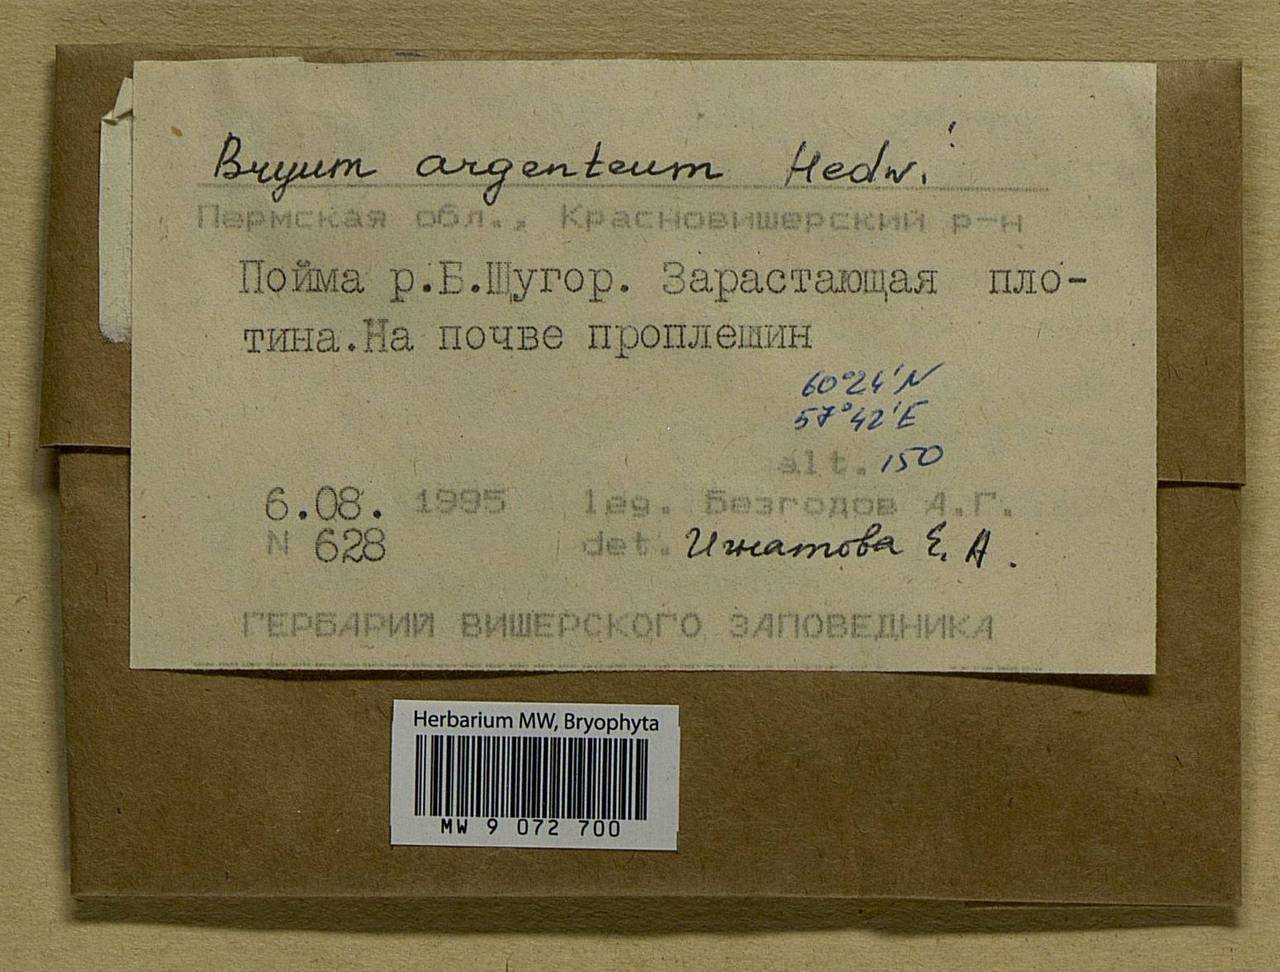 Bryum argenteum Hedw.
Пермская обл., Красновишерский р-н
Пойма р.Б.Щугор. Зарастающая пло-
тина.На почве проплешин
60°24'N
57°42'E
alt. 150
6.08. 1995 leg. Безгодов А.Г.
N 628 det. Игнатова Е.А.
ГЕРБАРИЙ ВИШЕРСКОГО ЗАПОВЕДНИКА
Herbarium MW, Bryophyta
MW 9 072 700